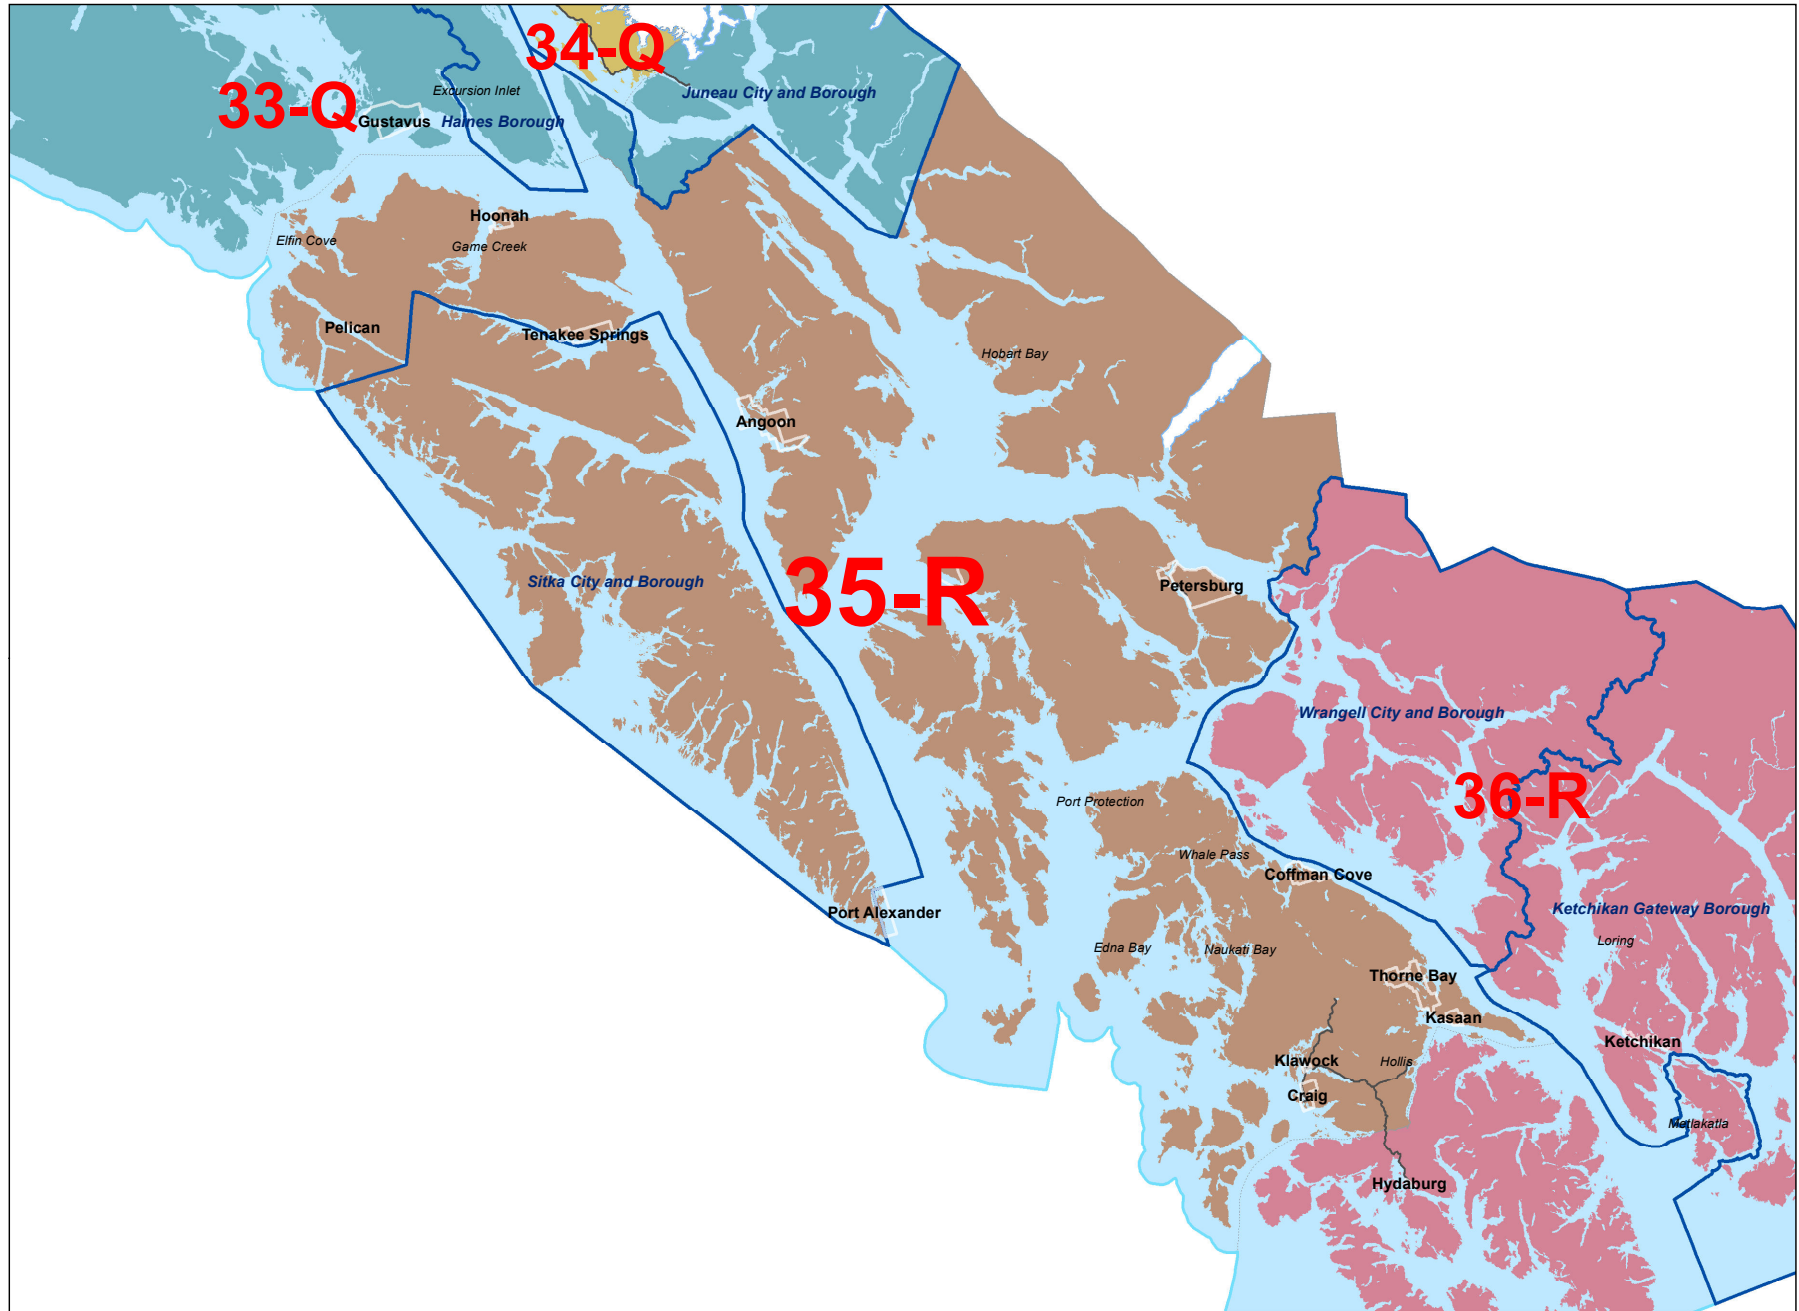 34-Q
33-Q
Excursion Inlet
Juneau City and Borough
Gustavus
Haines Borough
Hoonah
Elfin Cove
Game Creek
Pelican
Tenakee Springs
Hobart Bay
Angoon
35-R
Sitka City and Borough
Petersburg
Wrangell City and Borough
36-R
Port Protection
Whale Pass
Coffman Cove
Port Alexander
Ketchikan Gateway Borough
Edna Bay
Naukati Bay
Loring
Thorne Bay
Kasaan
Ketchikan
Klawock
Hollis
Craig
Metlakatla
Hydaburg